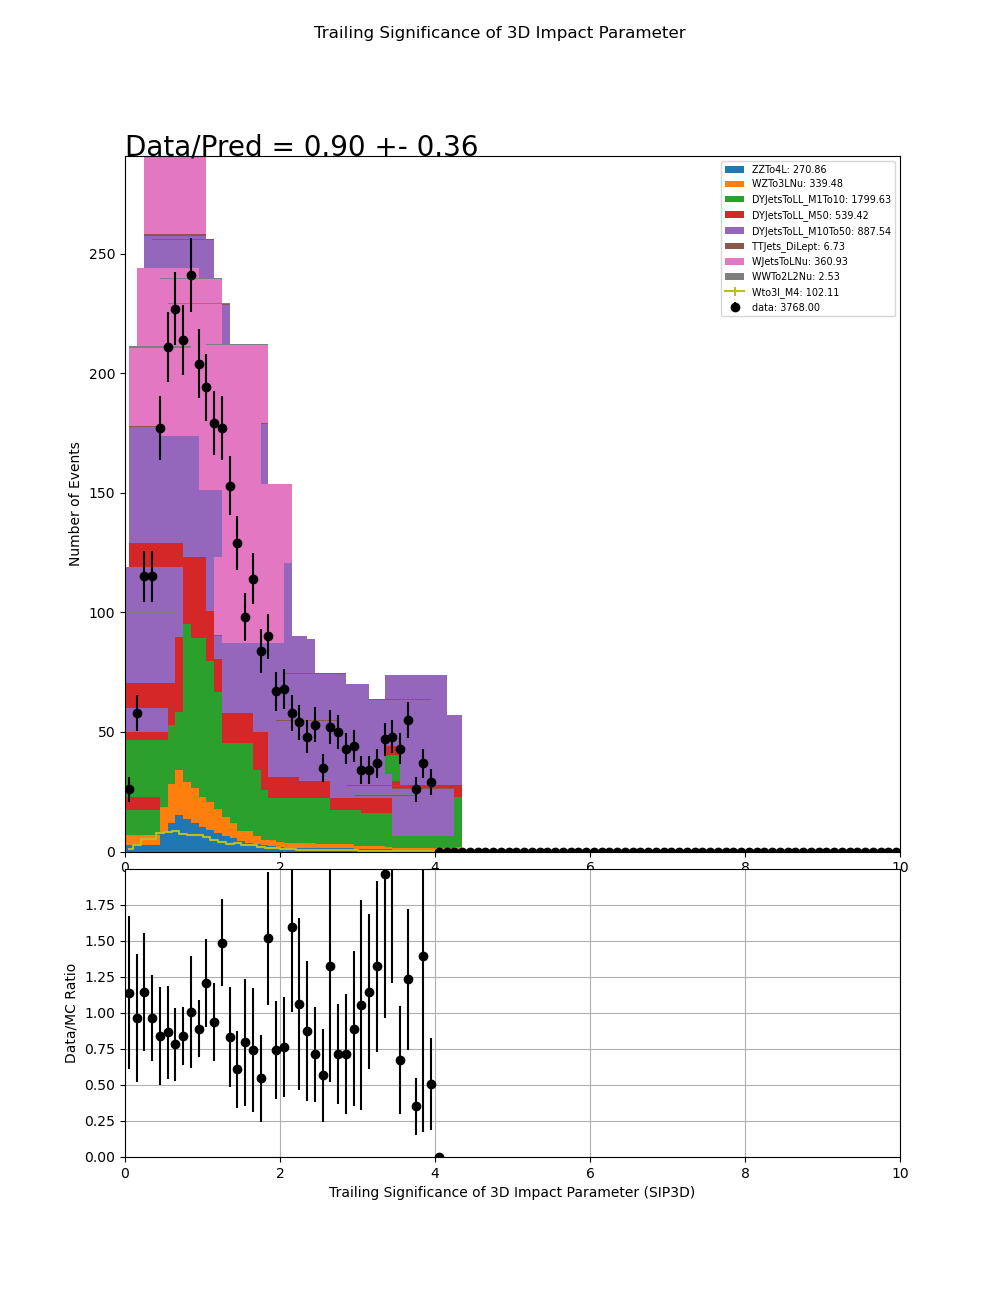 Trailing Significance of 3D Impact Parameter
Data/Pred = 0.90 +- 0.36
ZZTo4L: 270.86
WZTo3LNu: 339.48
DYJetsToLL_M1To10: 1799.63
DYJetsToLL_M50: 539.42
DYJetsToLL_M10To50: 887.54
TTJets_DiLept: 6.73
WJetsToLNu: 360.93
WWTo2L2Nu: 2.53
Wto3l_M4: 102.11
data: 3768.00
Number of Events
250
200
150
100
50
0
0 2 4 6 8 10
Data/MC Ratio
1.75
1.50
1.25
1.00
0.75
0.50
0.25
0.00
0 2 4 6 8 10
Trailing Significance of 3D Impact Parameter (SIP3D)